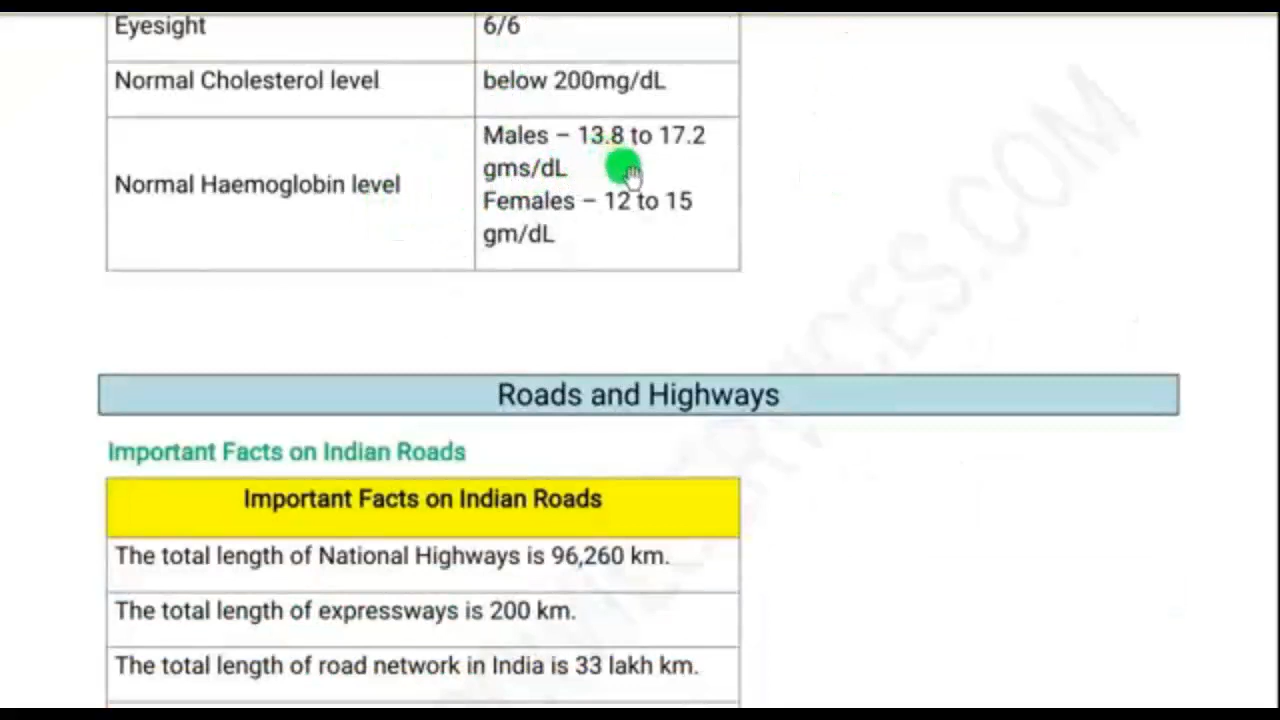 Eyesight
6/6
Normal Cholesterol level
below 200mg/dL
Normal Haemoglobin level
Males – 13.8 to 17.2
gms/dL
Females – 12 to 15
gm/dL
Roads and Highways
Important Facts on Indian Roads
Important Facts on Indian Roads
The total length of National Highways is 96,260 km.
The total length of expressways is 200 km.
The total length of road network in India is 33 lakh km.